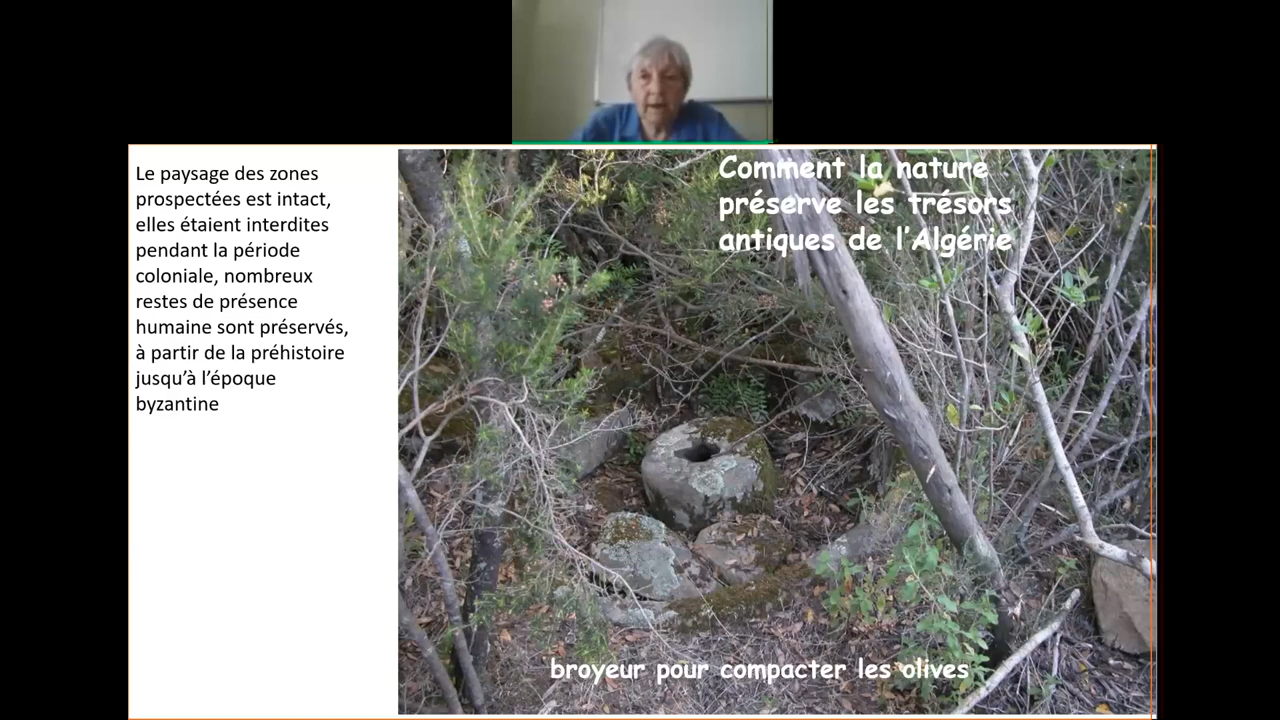 Le paysage des zones
prospectées est intact,
elles étaient interdites
pendant la période
coloniale, nombreux
restes de présence
humaine sont préservés,
à partir de la préhistoire
jusqu’à l’époque
byzantine
Comment la nature
préserve les trésors
antiques de l’Algérie
broyeur pour compacter les olives